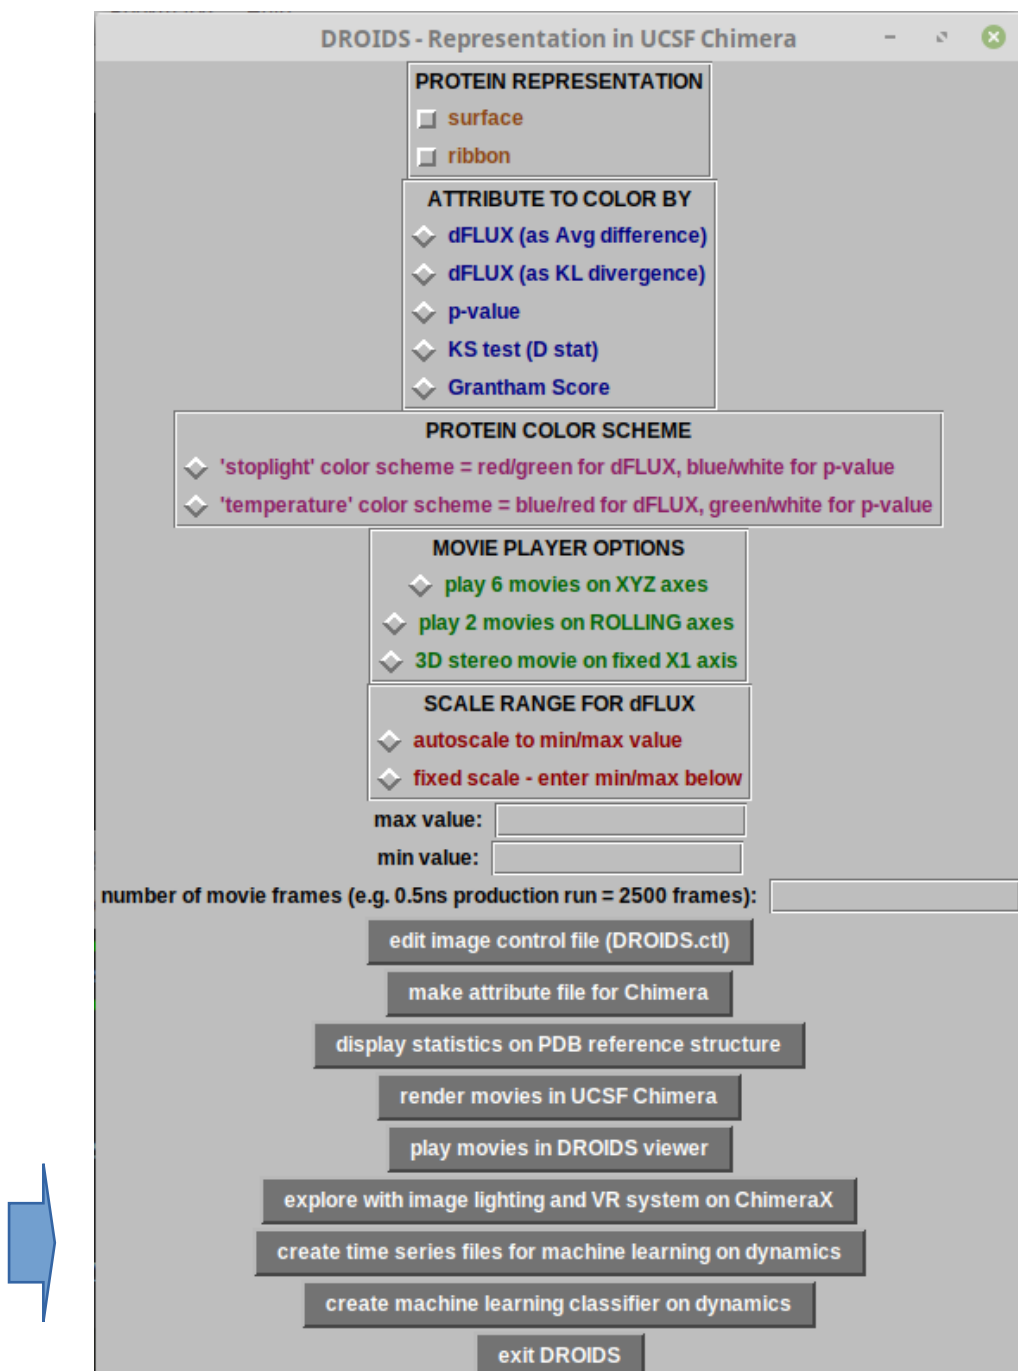 DROIDS - Representation in UCSF Chimera
PROTEIN REPRESENTATION
surface
ribbon
ATTRIBUTE TO COLOR BY
dFLUX (as Avg difference)
dFLUX (as KL divergence)
p-value
KS test (D stat)
Grantham Score
PROTEIN COLOR SCHEME
'stoplight' color scheme = red/green for dFLUX, blue/white for p-value
'temperature' color scheme = blue/red for dFLUX, green/white for p-value
MOVIE PLAYER OPTIONS
play 6 movies on XYZ axes
play 2 movies on ROLLING axes
3D stereo movie on fixed X1 axis
SCALE RANGE FOR dFLUX
autoscale to min/max value
fixed scale - enter min/max below
max value:
min value:
number of movie frames (e.g. 0.5ns production run = 2500 frames):
edit image control file (DROIDS.ctl)
make attribute file for Chimera
display statistics on PDB reference structure
render movies in UCSF Chimera
play movies in DROIDS viewer
explore with image lighting and VR system on ChimeraX
create time series files for machine learning on dynamics
create machine learning classifier on dynamics
exit DROIDS